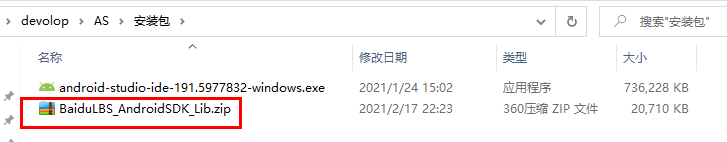 devolop > AS > 安装包 搜索"安装包"
名称 修改日期 类型 大小
android-studio-ide-191.5977832-windows.exe 2021/1/24 15:02 应用程序 736,228 KB
BaiduLBS_AndroidSDK_Lib.zip 2021/2/17 22:23 360压缩 ZIP 文件 20,710 KB